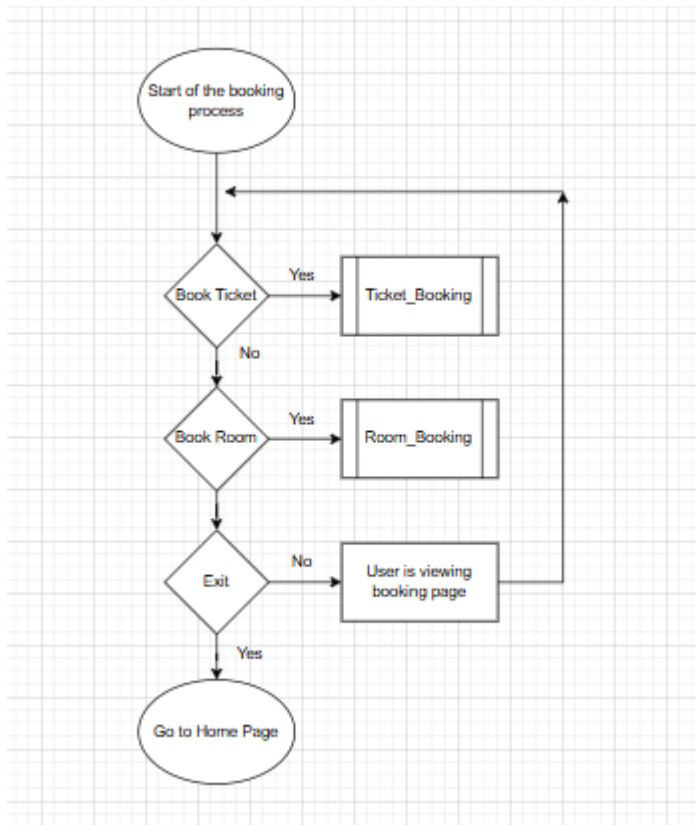 Start of the booking
process
Book Ticket
Yes
Ticket_Booking
No
Book Room
Yes
Room_Booking
Exit
No
User is viewing
booking page
Yes
Go to Home Page